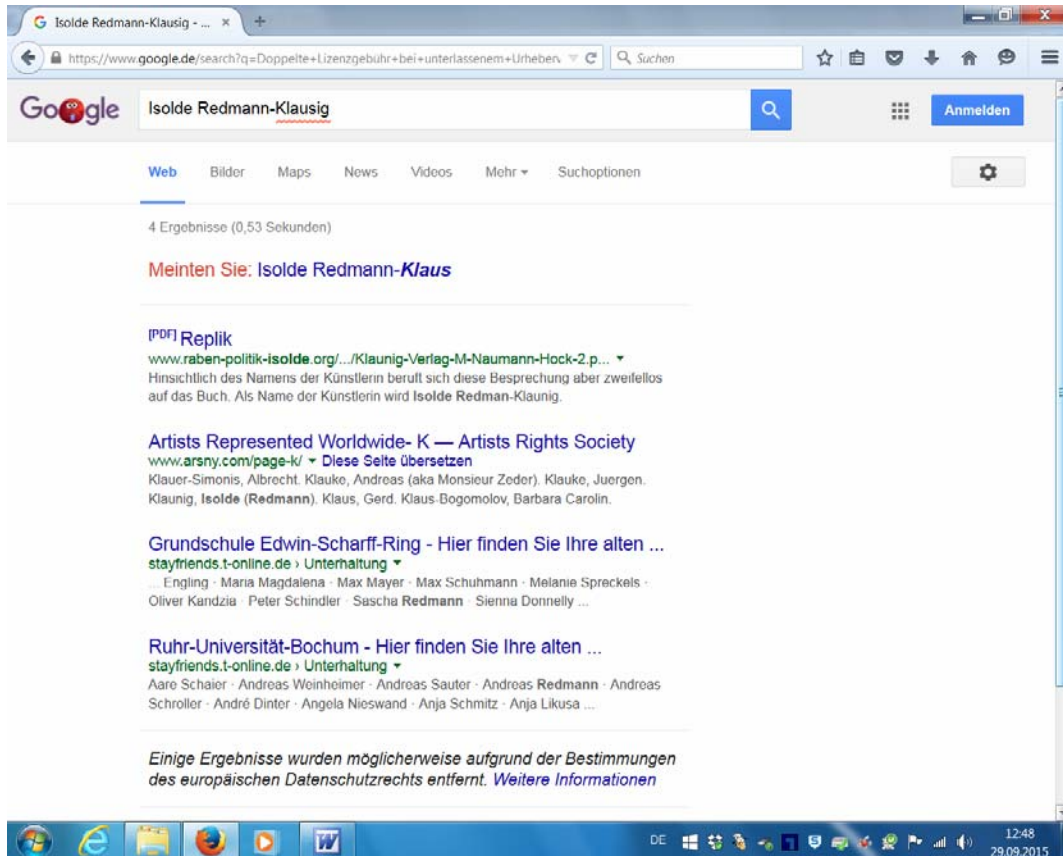 Isolde Redmann-Klausig - ...
https://www.google.de/search?q=Doppelte+Lizenzgebühr+bei+unterlassenem+Urheberv
Suchen
Google
Isolde Redmann-Klausig
Anmelden
Web Bilder Maps News Videos Mehr Suchoptionen
4 Ergebnisse (0,53 Sekunden)
Meinten Sie: Isolde Redmann-Klaus
[PDF] Replik
www.raben-politik-isolde.org/.../Klaunig-Verlag-M-Naumann-Hock-2.p...
Hinsichtlich des Namens der Künstlerin beruft sich diese Besprechung aber zweifellos
auf das Buch. Als Name der Künstlerin wird Isolde Redman-Klaunig.
Artists Represented Worldwide- K — Artists Rights Society
www.arsny.com/page-k/ Diese Seite übersetzen
Klauer-Simonis, Albrecht. Klauke, Andreas (aka Monsieur Zeder). Klauke, Juergen.
Klaunig, Isolde (Redmann). Klaus, Gerd. Klaus-Bogomolov, Barbara Carolin.
Grundschule Edwin-Scharff-Ring - Hier finden Sie Ihre alten ...
stayfriends.t-online.de › Unterhaltung
... Engling · Maria Magdalena · Max Mayer · Max Schuhmann · Melanie Spreckels ·
Oliver Kandzia · Peter Schindler · Sascha Redmann · Sienna Donnelly ...
Ruhr-Universität-Bochum - Hier finden Sie Ihre alten ...
stayfriends.t-online.de › Unterhaltung
Aare Schaier · Andreas Weinheimer · Andreas Sauter · Andreas Redmann · Andreas
Schroller · André Dinter · Angela Nieswand · Anja Schmitz · Anja Likusa ...
Einige Ergebnisse wurden möglicherweise aufgrund der Bestimmungen
des europäischen Datenschutzrechts entfernt. Weitere Informationen
DE
12:48
29.09.2015